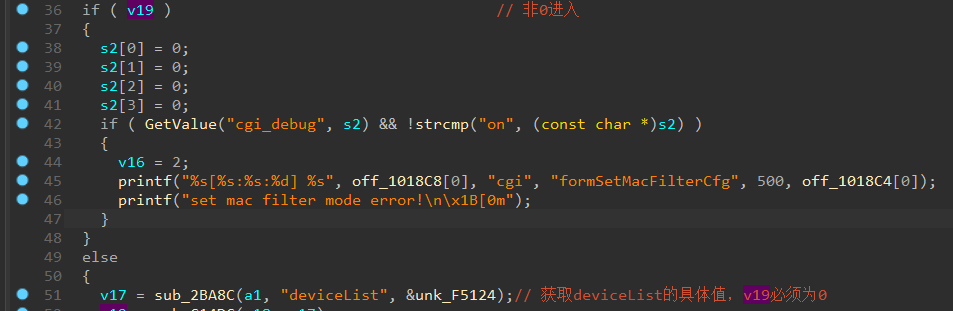 36 if ( v19 ) // 非0进入
37 {
38 s2[0] = 0;
39 s2[1] = 0;
40 s2[2] = 0;
41 s2[3] = 0;
42 if ( GetValue("cgi_debug", s2) && !strcmp("on", (const char *)s2) )
43 {
44 v16 = 2;
45 printf("%s[%s:%s:%d] %s", off_1018C8[0], "cgi", "formSetMacFilterCfg", 500, off_1018C4[0]);
46 printf("set mac filter mode error!\n\x1B[0m");
47 }
48 }
49 else
50 {
51 v17 = sub_2BA8C(a1, "deviceList", &unk_F5124);// 获取deviceList的具体值，v19必须为0